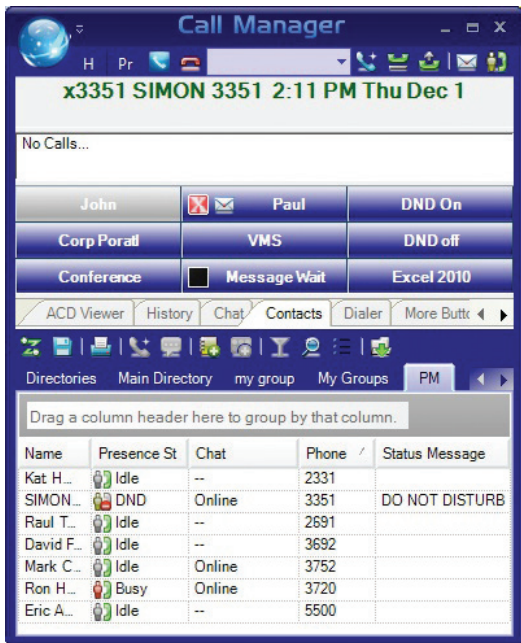 Call Manager
H Pr
x3351 SIMON 3351 2:11 PM Thu Dec 1
No Calls...
John Paul DND On
Corp Poratl VMS DND off
Conference Message Wait Excel 2010
ACD Viewer History Chat Contacts Dialer More Buttc
Directories Main Directory my group My Groups PM
Drag a column header here to group by that column.
Name Presence St Chat Phone Status Message
Kat H... Idle -- 2331
SIMON... DND Online 3351 DO NOT DISTURB
Raul T... Idle -- 2691
David F... Idle -- 3692
Mark C... Idle Online 3752
Ron H... Busy Online 3720
Eric A... Idle -- 5500